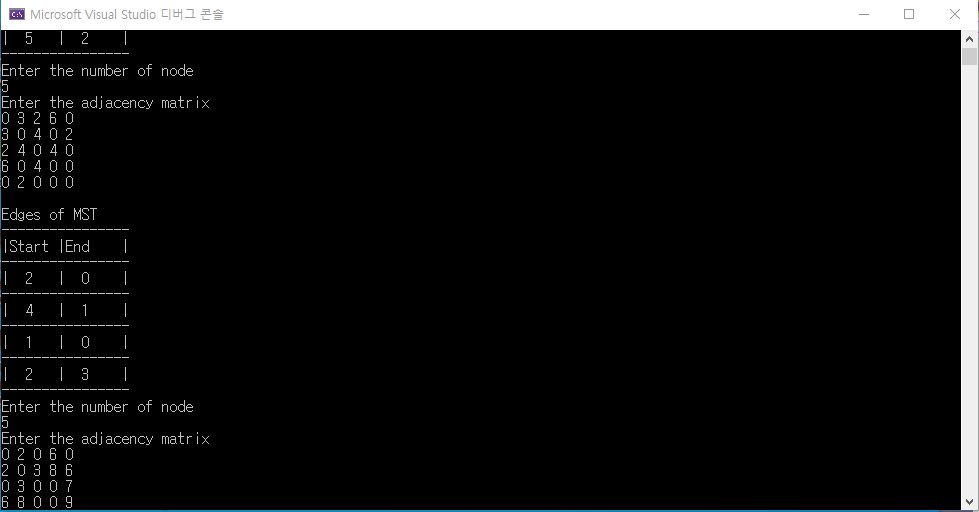 Microsoft Visual Studio 디버그 콘솔
| 5 | 2 |
----------------
Enter the number of node
5
Enter the adjacency matrix
0 3 2 6 0
3 0 4 0 2
2 4 0 4 0
6 0 4 0 0
0 2 0 0 0
Edges of MST
----------------
|Start |End |
----------------
| 2 | 0 |
----------------
| 4 | 1 |
----------------
| 1 | 0 |
----------------
| 2 | 3 |
----------------
Enter the number of node
5
Enter the adjacency matrix
0 2 0 6 0
2 0 3 8 6
0 3 0 0 7
6 8 0 0 9